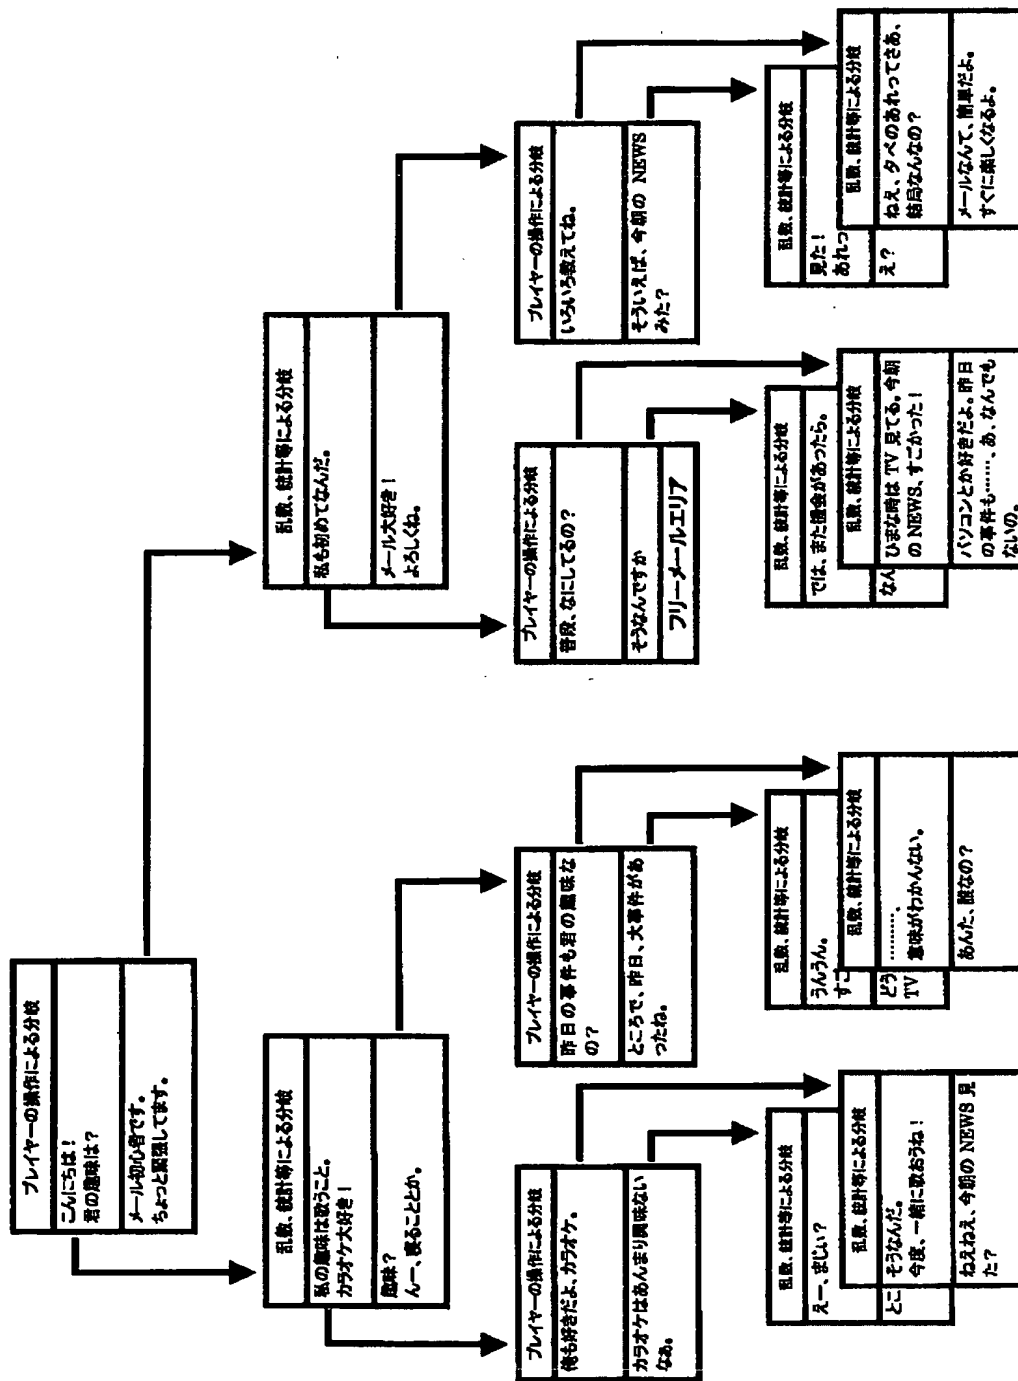 プレイヤーの操作による分岐
こんにちは!
君の趣味は?
メール初心者です。
ちょっと緊張してます。
乱数、統計等による分岐
私の趣味は歌うこと。
カラオケ大好き!
趣味?
んー、寝ることとか。
乱数、統計等による分岐
私も初めてなんだ。
メール大好き!
よろしくね。
プレイヤーの操作による分岐
俺も好きだよ、カラオケ。
カラオケはあんまり興味ない
なあ。
プレイヤーの操作による分岐
昨日の事件も君の趣味な
の?
ところで、昨日、大事件があ
ったね。
プレイヤーの操作による分岐
普段、なにしてるの?
そうなんですか
フリーメールエリア
プレイヤーの操作による分岐
いろいろ教えてね。
そういえば、今朝の NEWS
みた?
乱数、統計等による分岐
えー、まじい?
とこ
乱数、統計等による分岐
そうなんだ。
今度、一緒に歌おうね!
ねえねえ、今朝の NEWS 見
た?
乱数、統計等による分岐
うんうん。
すご
どう
TV
乱数、統計等による分岐
………。
意味がわかんない。
あんた、誰なの?
乱数、統計等による分岐
では、また機会があったら。
なん
乱数、統計等による分岐
ひまな時は TV 見てる。今朝
の NEWS、すごかった!
パソコンとか好きだよ。昨日
の事件も……、あ、なんでも
ないの。
乱数、統計等による分岐
見た!
あれっ
え?
乱数、統計等による分岐
ねえ、夕べのあれってさあ、
結局なんなの?
メールなんて、簡単だよ。
すぐに楽しくなるよ。